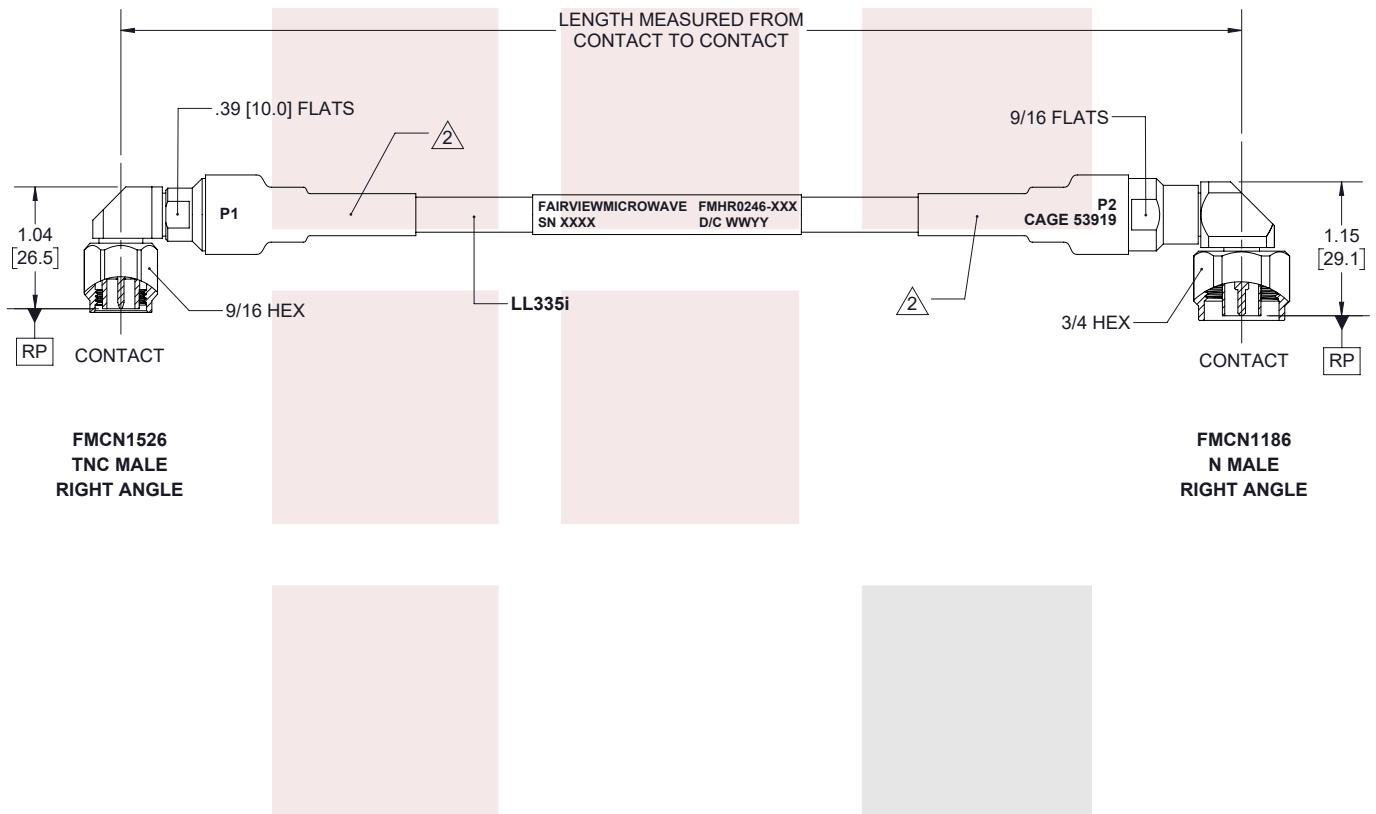 LENGTH MEASURED FROM
CONTACT TO CONTACT
.39 [10.0] FLATS
2
9/16 FLATS
P1
FAIRVIEWMICROWAVE FMHR0246-XXX
SN XXXX D/C WWYY
P2
CAGE 53919
1.04
[26.5]
1.15
[29.1]
9/16 HEX
LL335i
2
3/4 HEX
RP
CONTACT
CONTACT
RP
FMCN1526
TNC MALE
RIGHT ANGLE
FMCN1186
N MALE
RIGHT ANGLE